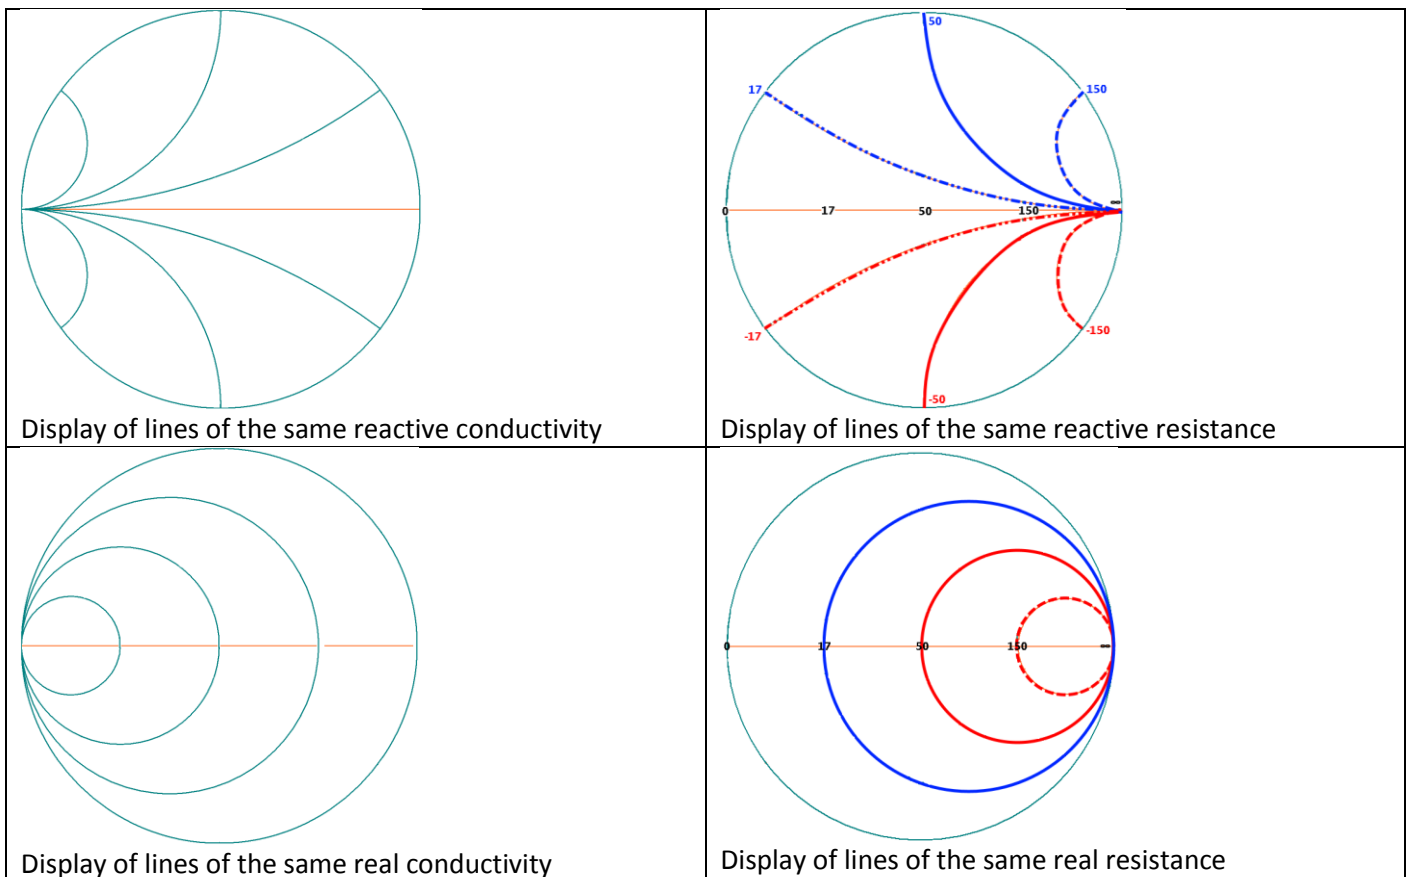 Display of lines of the same reactive conductivity
50
17
150
0 17 50 150 ∞
-17
-150
-50
Display of lines of the same reactive resistance
Display of lines of the same real conductivity
0 17 50 150 ∞
Display of lines of the same real resistance